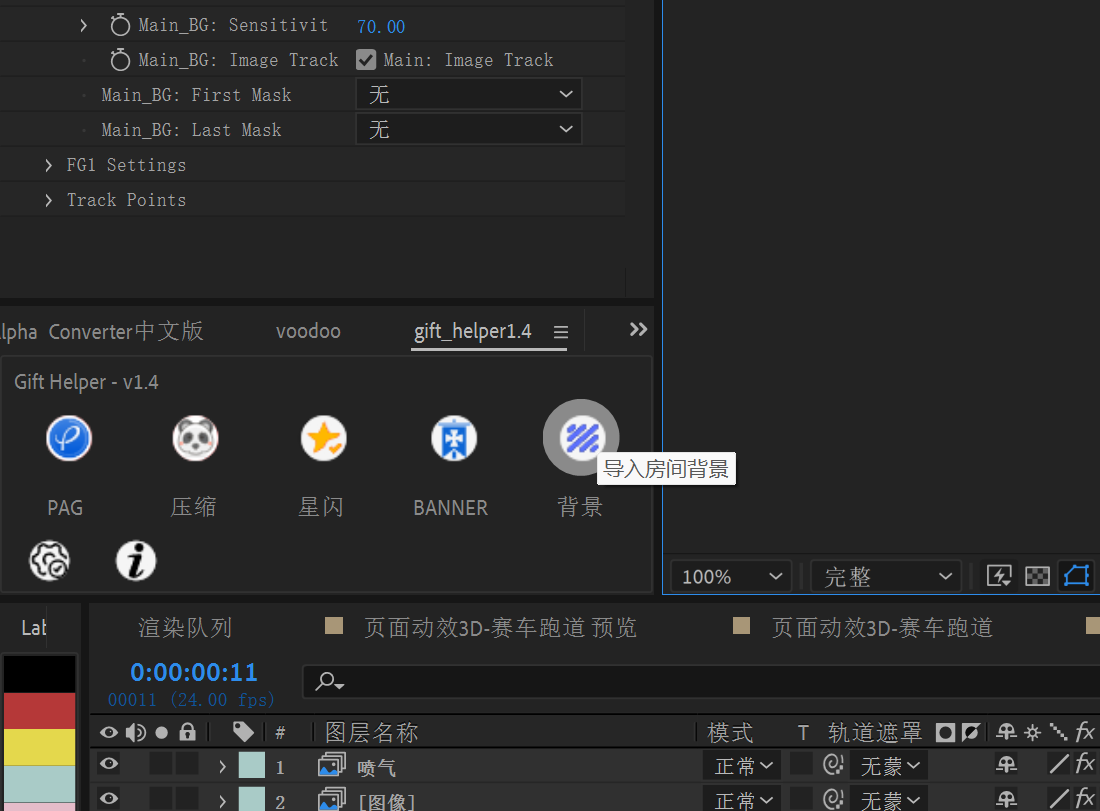 Main_BG: Sensitivit 70.00
Main_BG: Image Track Main: Image Track
Main_BG: First Mask 无
Main_BG: Last Mask 无
FG1 Settings
Track Points
lpha Converter中文版 voodoo gift_helper1.4
Gift Helper - v1.4
导入房间背景
PAG 压缩 星闪 BANNER 背景
100% 完整
Lat 渲染队列 页面动效3D-赛车跑道 预览 页面动效3D-赛车跑道
0:00:00:11
00011 (24.00 fps)
# 图层名称 模式 T 轨道遮罩 fx
1 喷气 正常 无蒙 fx
2 [图像] 正常 无蒙 fx